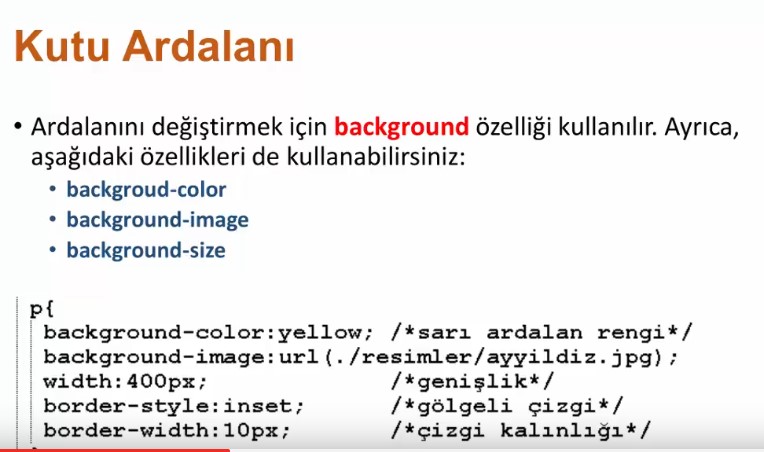 Kutu Ardalanı
• Ardalanını değiştirmek için background özelliği kullanılır. Ayrıca,
aşağıdaki özellikleri de kullanabilirsiniz:
• backgroud-color
• background-image
• background-size
p{
background-color:yellow; /*sarı ardalan rengi*/
background-image:url(./resimler/ayyildiz.jpg);
width:400px; /*genişlik*/
border-style:inset; /*gölgeli çizgi*/
border-width:10px; /*çizgi kalınlığı*/